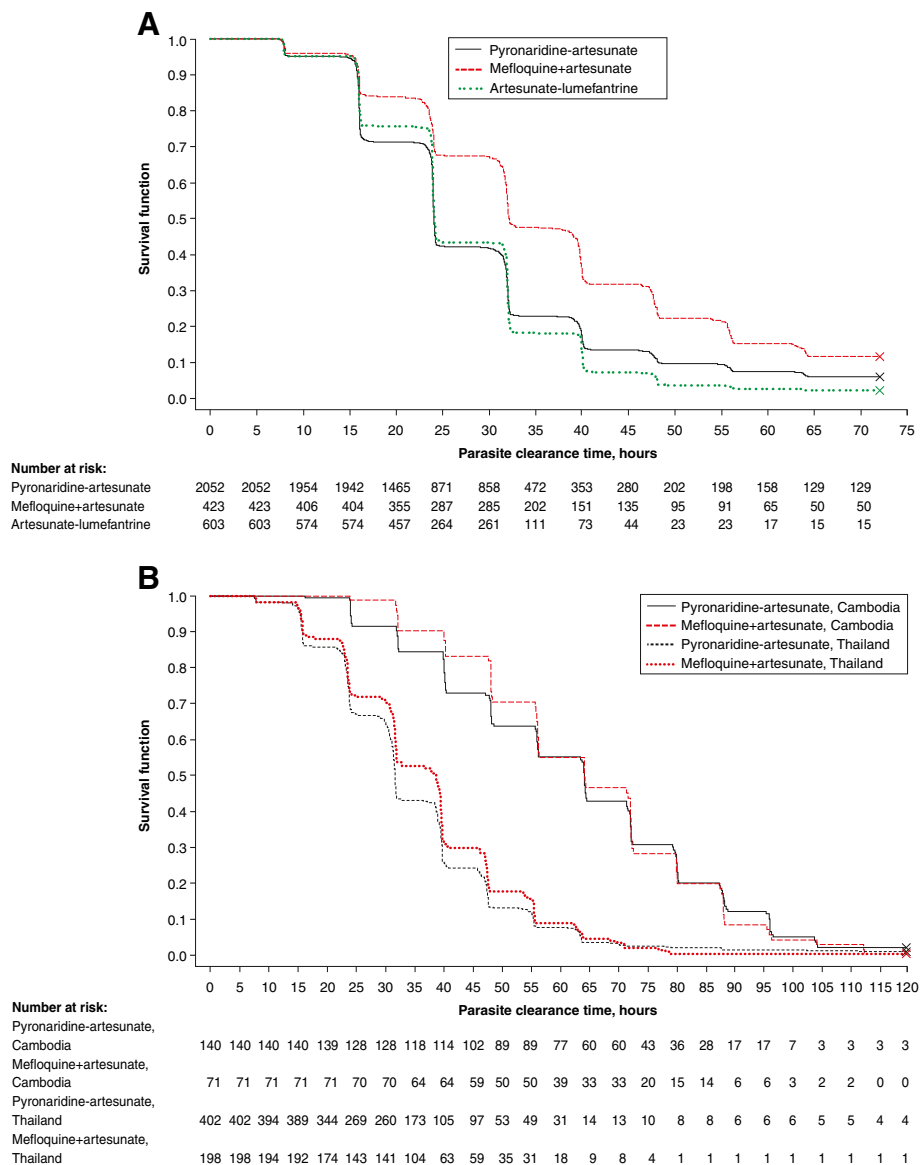 A
Pyronaridine-artesunate
Mefloquine+artesunate
Artesunate-lumefantrine
Survival function
1.0
0.9
0.8
0.7
0.6
0.5
0.4
0.3
0.2
0.1
0.0
0 5 10 15 20 25 30 35 40 45 50 55 60 65 70 75
Parasite clearance time, hours
Number at risk:
Pyronaridine-artesunate 2052 2052 1954 1942 1465 871 858 472 353 280 202 198 158 129 129
Mefloquine+artesunate 423 423 406 404 355 287 285 202 151 135 95 91 65 50 50
Artesunate-lumefantrine 603 603 574 574 457 264 261 111 73 44 23 23 17 15 15
B
Pyronaridine-artesunate, Cambodia
Mefloquine+artesunate, Cambodia
Pyronaridine-artesunate, Thailand
Mefloquine+artesunate, Thailand
Survival function
1.0
0.9
0.8
0.7
0.6
0.5
0.4
0.3
0.2
0.1
0.0
0 5 10 15 20 25 30 35 40 45 50 55 60 65 70 75 80 85 90 95 100 105 110 115 120
Parasite clearance time, hours
Number at risk:
Pyronaridine-artesunate,
Cambodia 140 140 140 140 139 128 128 118 114 102 89 89 77 60 60 43 36 28 17 17 7 3 3 3 3
Mefloquine+artesunate,
Cambodia 71 71 71 71 71 70 70 64 64 59 50 50 39 33 33 20 15 14 6 6 3 2 2 0 0
Pyronaridine-artesunate,
Thailand 402 402 394 389 344 269 260 173 105 97 53 49 31 14 13 10 8 8 6 6 6 5 5 4 4
Mefloquine+artesunate,
Thailand 198 198 194 192 174 143 141 104 63 59 35 31 18 9 8 4 1 1 1 1 1 1 1 1 1